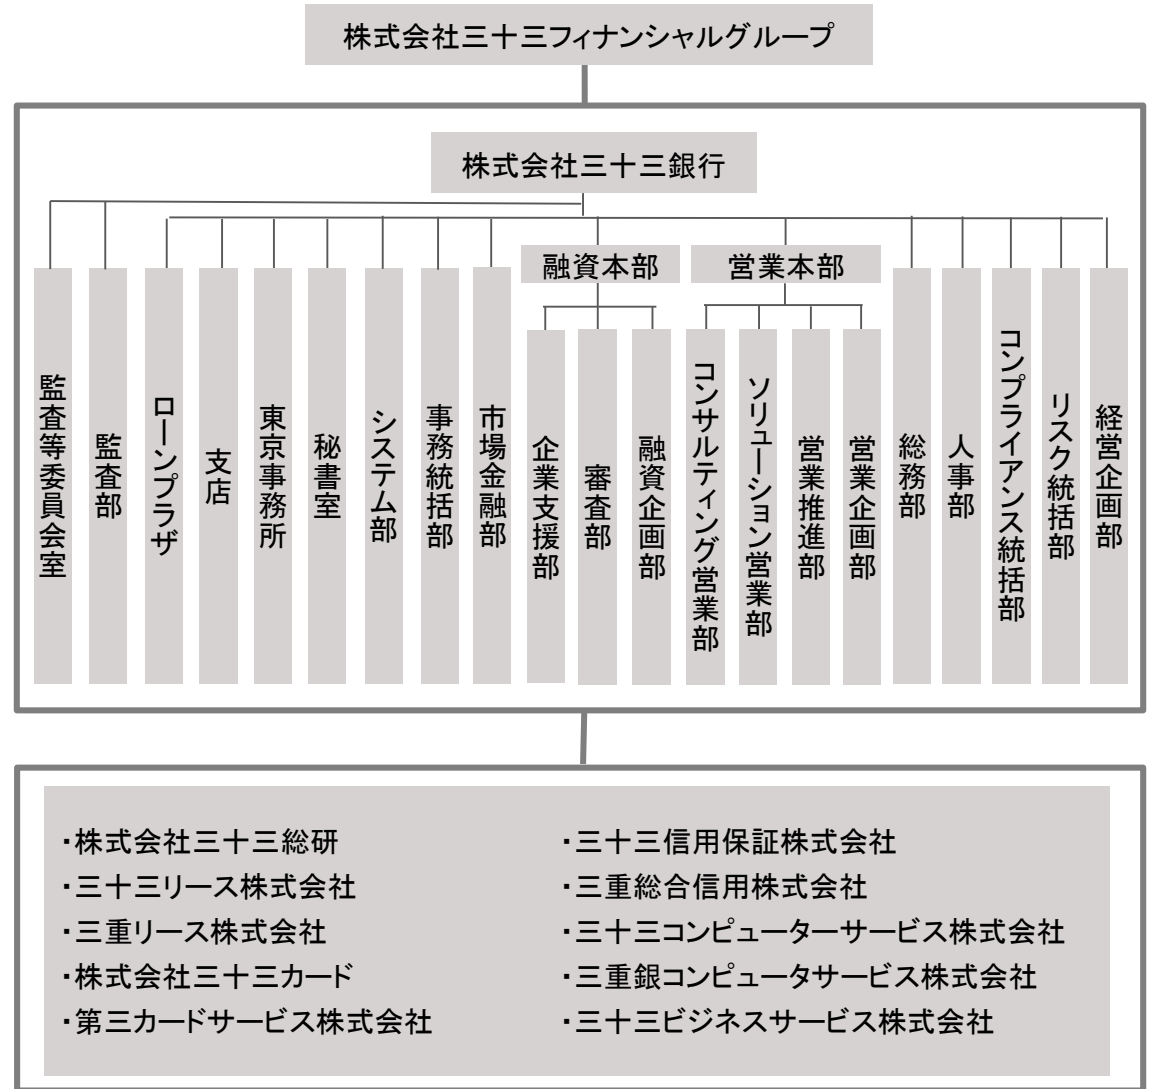 株式会社三十三フィナンシャルグループ
株式会社三十三銀行
融資本部
営業本部
監査等委員会室
監査部
ローンプラザ
支店
東京事務所
秘書室
システム部
事務統括部
市場金融部
企業支援部
審査部
融資企画部
コンサルティング営業部
ソリューション営業部
営業推進部
営業企画部
総務部
人事部
コンプライアンス統括部
リスク統括部
経営企画部
・株式会社三十三総研
・三十三リース株式会社
・三重リース株式会社
・株式会社三十三カード
・第三カードサービス株式会社
・三十三信用保証株式会社
・三重総合信用株式会社
・三十三コンピューターサービス株式会社
・三重銀コンピュータサービス株式会社
・三十三ビジネスサービス株式会社